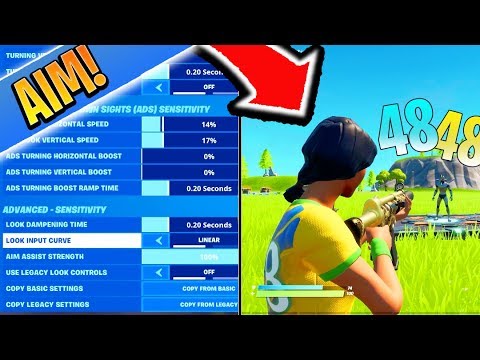 AIM!
TURNING
0.20 Seconds
OFF
SIGHTS (ADS) SENSITIVITY
SPEED
14%
VERTICAL SPEED
17%
ADS TURNING HORIZONTAL BOOST
0%
ADS TURNING VERTICAL BOOST
0%
ADS TURNING BOOST RAMP TIME
0.20 Seconds
ADVANCED - SENSITIVITY
LOOK DAMPENING TIME
0.20 Seconds
LOOK INPUT CURVE
LINEAR
AIM ASSIST STRENGTH
100%
USE LEGACY LOOK CONTROLS
OFF
COPY BASIC SETTINGS
COPY FROM BASIC
COPY LEGACY SETTINGS
COPY FROM LEGACY
48
48